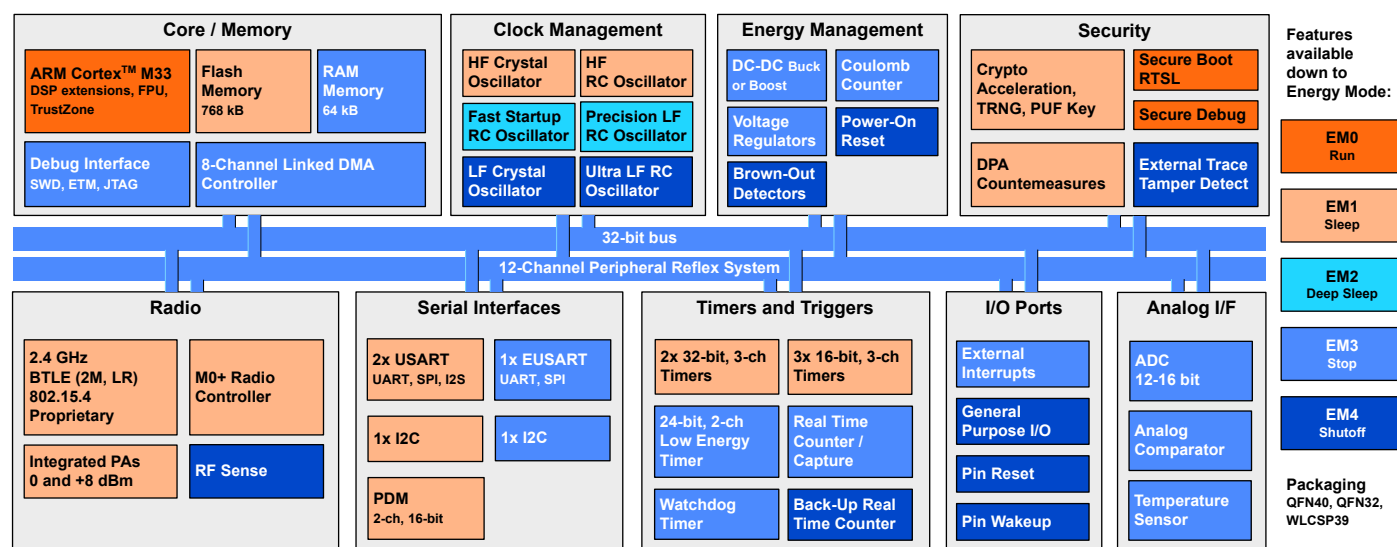 Core / Memory
ARM Cortex™ M33
DSP extensions, FPU,
TrustZone
Flash
Memory
768 kB
RAM
Memory
64 kB
Debug Interface
SWD, ETM, JTAG
8-Channel Linked DMA
Controller
Clock Management
HF Crystal
Oscillator
HF
RC Oscillator
Fast Startup
RC Oscillator
Precision LF
RC Oscillator
LF Crystal
Oscillator
Ultra LF RC
Oscillator
Energy Management
DC-DC Buck
or Boost
Coulomb
Counter
Voltage
Regulators
Power-On
Reset
Brown-Out
Detectors
Security
Crypto
Acceleration,
TRNG, PUF Key
Secure Boot
RTSL
Secure Debug
DPA
Countemeasures
External Trace
Tamper Detect
32-bit bus
12-Channel Peripheral Reflex System
Radio
2.4 GHz
BTLE (2M, LR)
802.15.4
Proprietary
M0+ Radio
Controller
Integrated PAs
0 and +8 dBm
RF Sense
Serial Interfaces
2x USART
UART, SPI, I2S
1x EUSART
UART, SPI
1x I2C
1x I2C
PDM
2-ch, 16-bit
Timers and Triggers
2x 32-bit, 3-ch
Timers
3x 16-bit, 3-ch
Timers
24-bit, 2-ch
Low Energy
Timer
Real Time
Counter /
Capture
Watchdog
Timer
Back-Up Real
Time Counter
I/O Ports
External
Interrupts
General
Purpose I/O
Pin Reset
Pin Wakeup
Analog I/F
ADC
12-16 bit
Analog
Comparator
Temperature
Sensor
Features
available
down to
Energy Mode:
EM0
Run
EM1
Sleep
EM2
Deep Sleep
EM3
Stop
EM4
Shutoff
Packaging
QFN40, QFN32,
WLCSP39